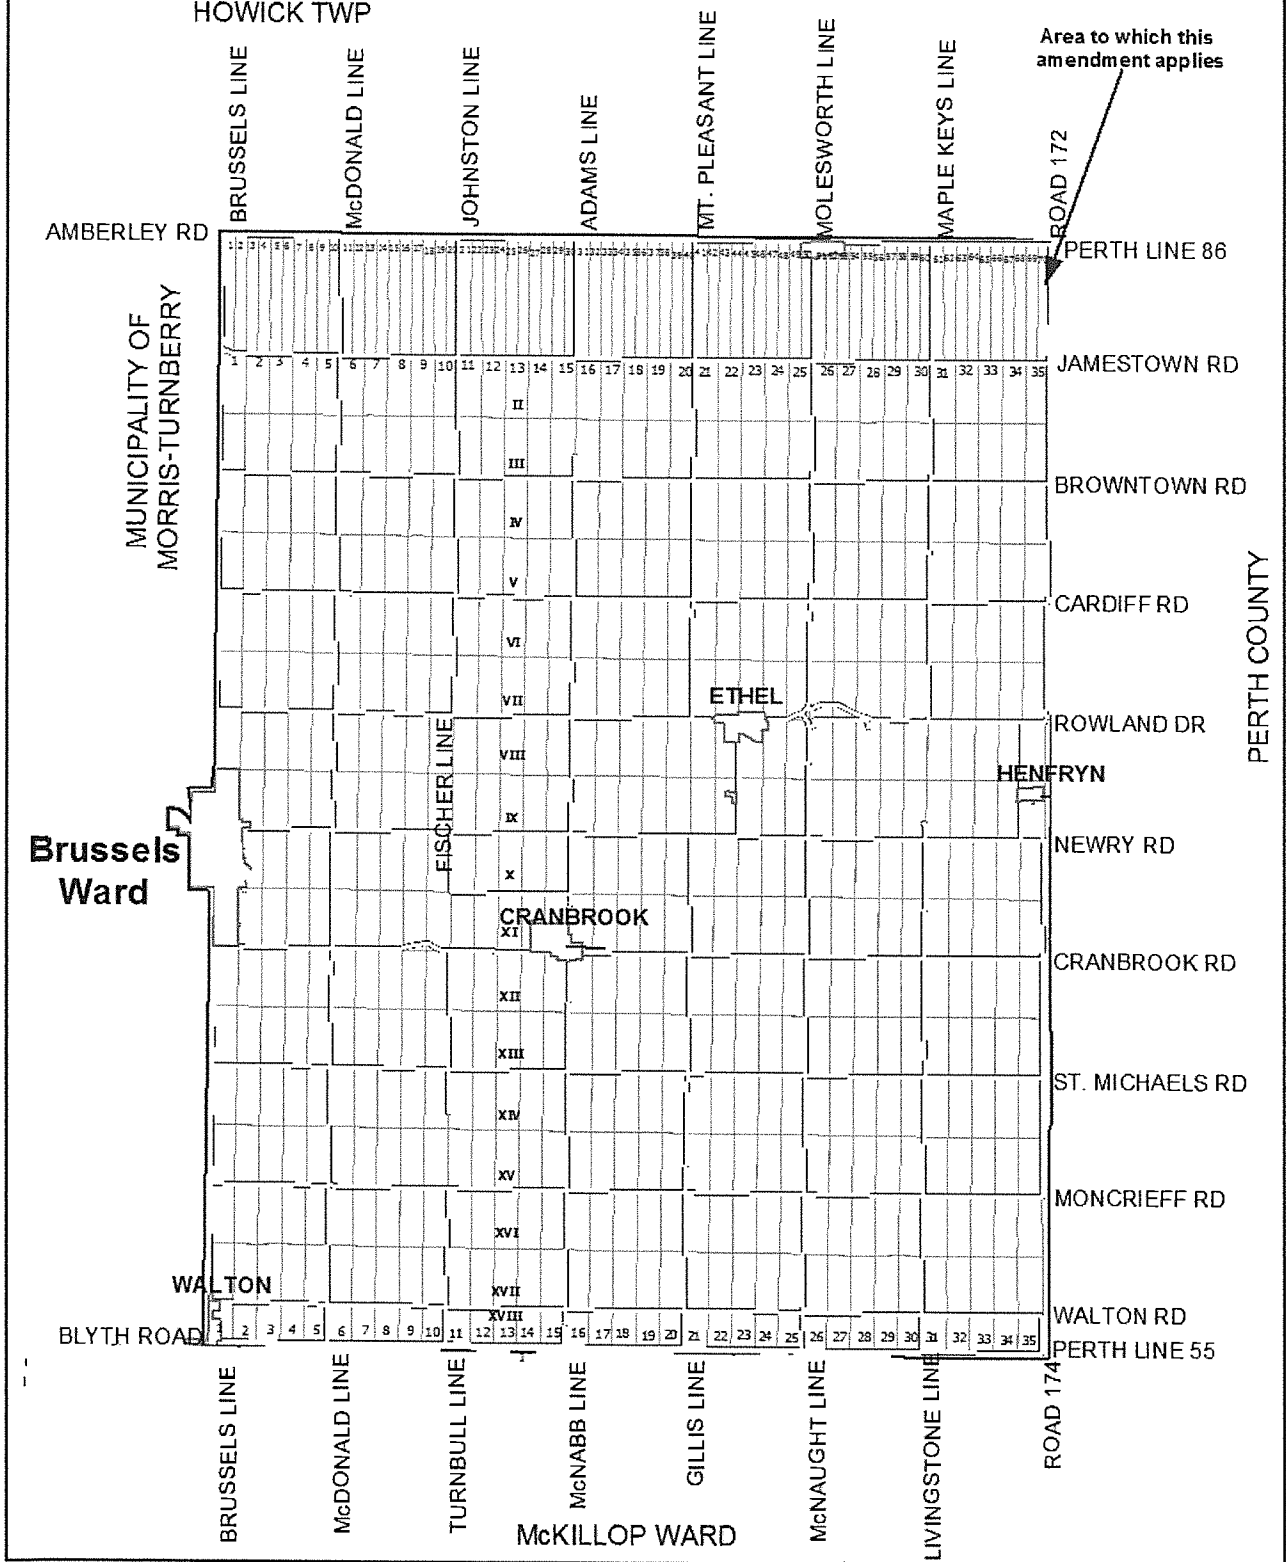 HOWICK TWP
Area to which this
amendment applies
BRUSSELS LINE
McDONALD LINE
JOHNSTON LINE
ADAMS LINE
MT. PLEASANT LINE
MOLESWORTH LINE
MAPLE KEYS LINE
ROAD 172
AMBERLEY RD
PERTH LINE 86
MUNICIPALITY OF
MORRIS-TURNBERRY
JAMESTOWN RD
1 2 3 4 5 6 7 8 9 10 11 12 13 14 15 16 17 18 19 20 21 22 23 24 25 26 27 28 29 30 31 32 33 34 35
II
III
BROWNTOWN RD
IV
V
CARDIFF RD
PERTH COUNTY
VI
VII
ETHEL
ROWLAND DR
FISCHER LINE
VIII
HENFRYN
IX
NEWRY RD
Brussels
Ward
X
CRANBROOK
XI
CRANBROOK RD
XII
XIII
ST. MICHAELS RD
XIV
XV
MONCRIEFF RD
XVI
WALTON
XVII
XVIII
WALTON RD
BLYTH ROAD
1 2 3 4 5 6 7 8 9 10 11 12 13 14 15 16 17 18 19 20 21 22 23 24 25 26 27 28 29 30 31 32 33 34 35
PERTH LINE 55
BRUSSELS LINE
McDONALD LINE
TURNBULL LINE
McNABB LINE
GILLIS LINE
McNAUGHT LINE
LIVINGSTONE LINE
ROAD 174
McKILLOP WARD